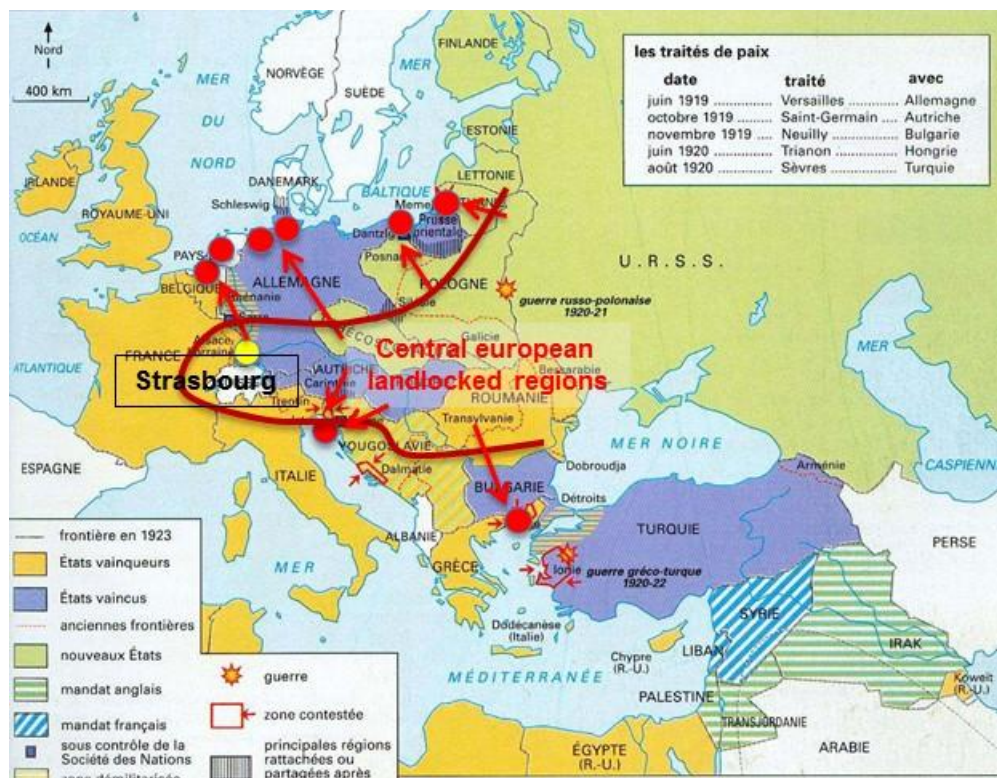 Nord
400 km
NORVÈGE
SUÈDE
FINLANDE
MER
DU
NORD
MER
BALTIQUE
les traités de paix
date traité avec
juin 1919 .............. Versailles ........ Allemagne
octobre 1919 ...... Saint-Germain .... Autriche
novembre 1919 ... Neuilly ............ Bulgarie
juin 1920 .............. Trianon ............ Hongrie
août 1920 ............ Sèvres .............. Turquie
ESTONIE
LETTONIE
IRLANDE
ROYAUME-UNI
DANEMARK
Schleswig
Dantzig
Prusse
orientale
OCÉAN
ATLANTIQUE
PAYS
BELGIQUE
ALLEMAGNE
POLOGNE
U.R.S.S.
guerre russo-polonaise
1920-21
Galicie
FRANCE
Alsace,
Lorraine
Strasbourg
Central european
landlocked regions
AUTRICHE
Bessarabie
ROUMANIE
Transylvanie
MER
MER NOIRE
CASPIENNE
ESPAGNE
ITALIE
YOUGOSLAVIE
Dalmatie
BULGARIE
Dobroudja
Détroits
Arménie
ALBANIE
GRÈCE
TURQUIE
PERSE
Ionie
guerre gréco-turque
1920-22
MER
MÉDITERRANÉE
Dodécanèse
(Italie)
Chypre
(R.-U.)
SYRIE
LIBAN
IRAK
PALESTINE
TRANSJORDANIE
Koweit
(R.-U.)
ÉGYPTE
(R.-U.)
ARABIE
frontière en 1923
États vainqueurs
États vaincus
anciennes frontières
nouveaux États
mandat anglais
mandat français
sous contrôle de la
Société des Nations
zone démilitarisée
guerre
zone contestée
principales régions
rattachées ou
partagées après